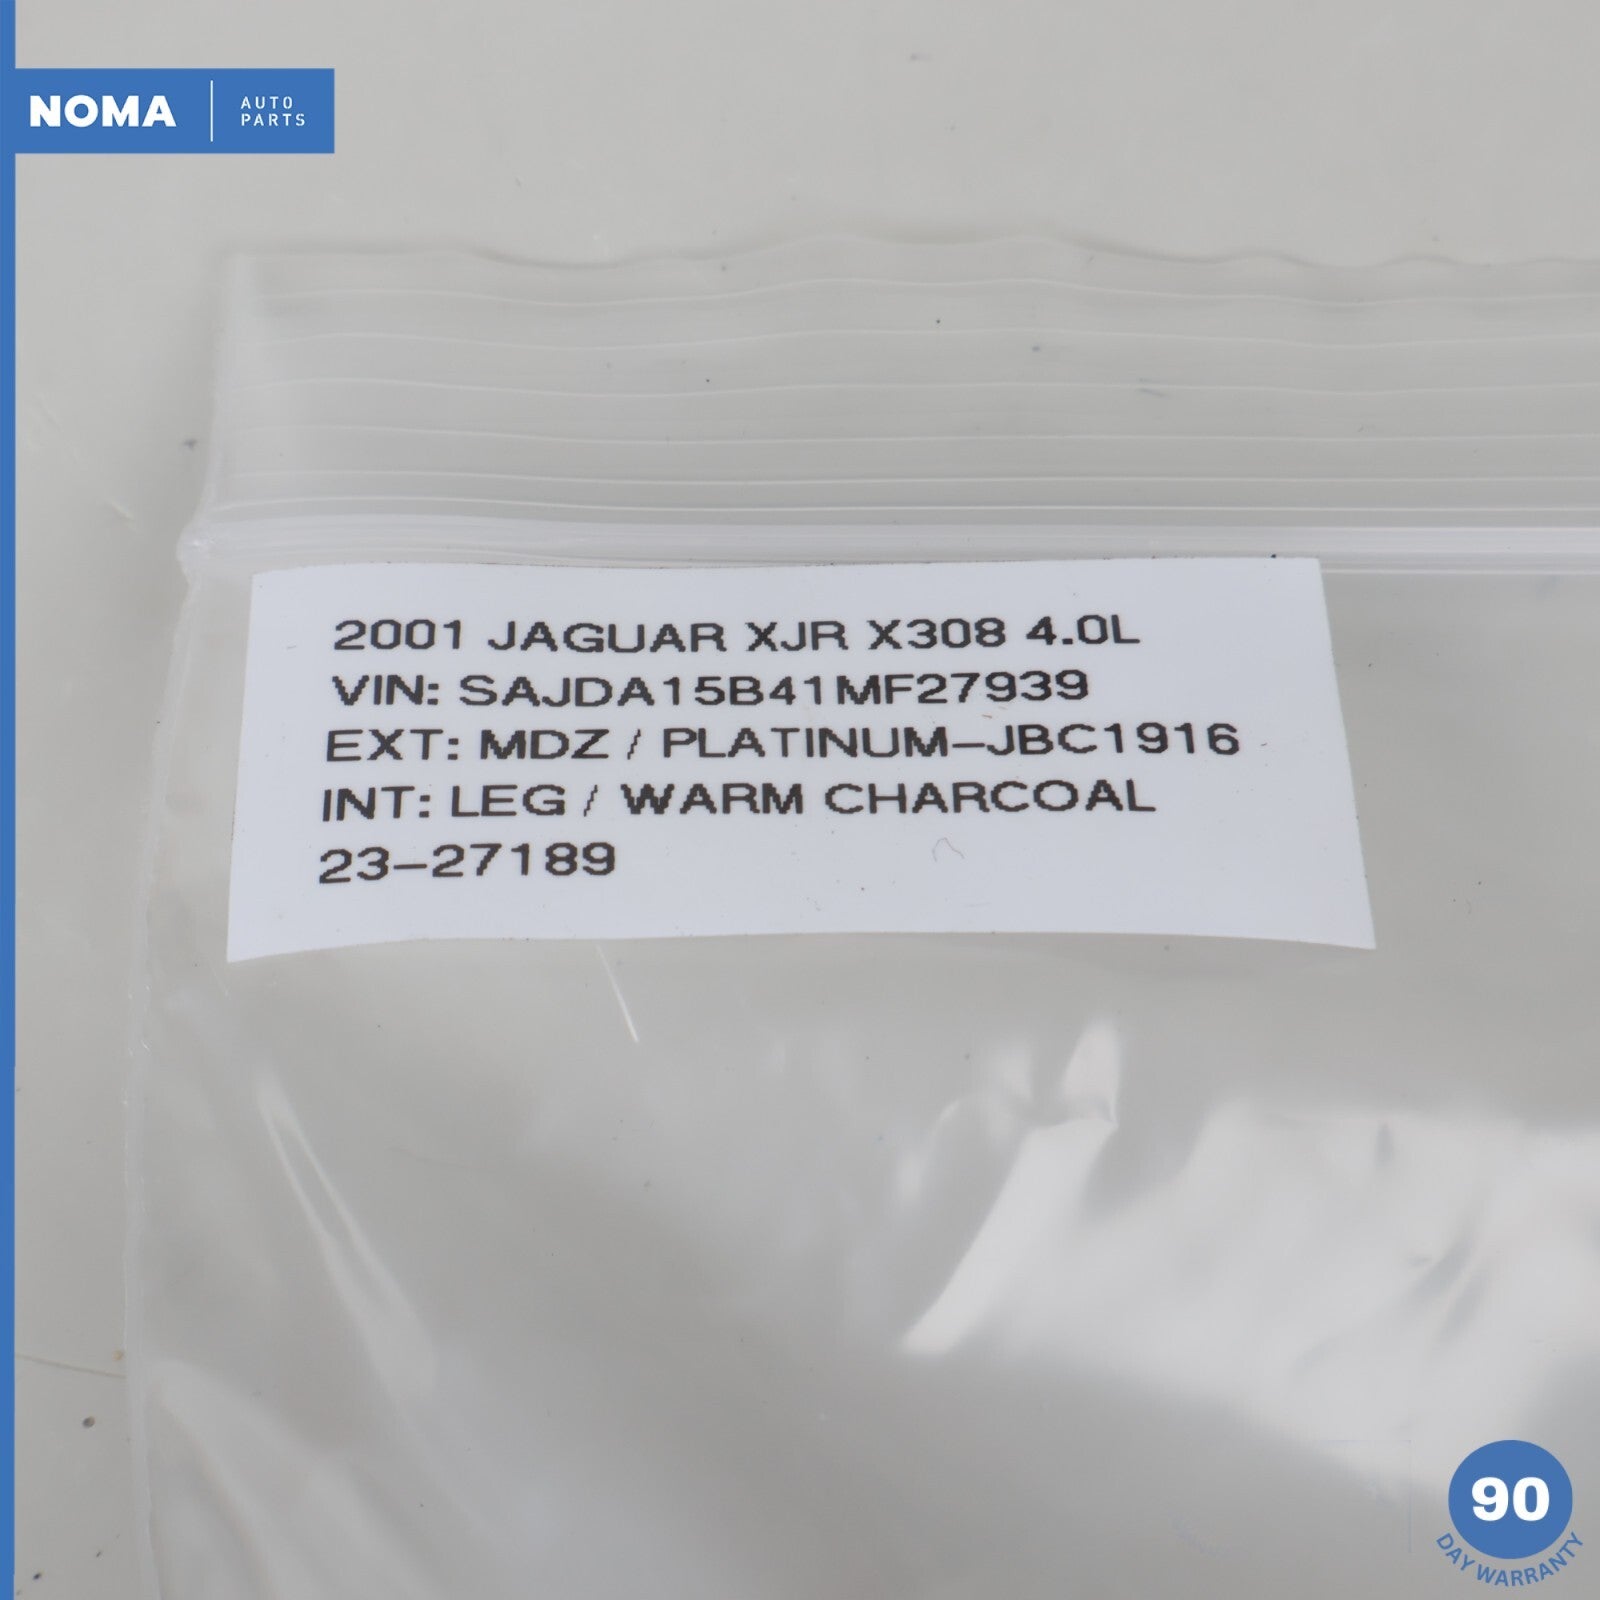 NOMA
AUTO
PARTS
2001 JAGUAR XJR X308 4.0L
VIN: SAJDA15B41MF27939
EXT: MDZ / PLATINUM-JBC1916
INT: LEG / WARM CHARCOAL
23-27189
90
DAY WARRANTY